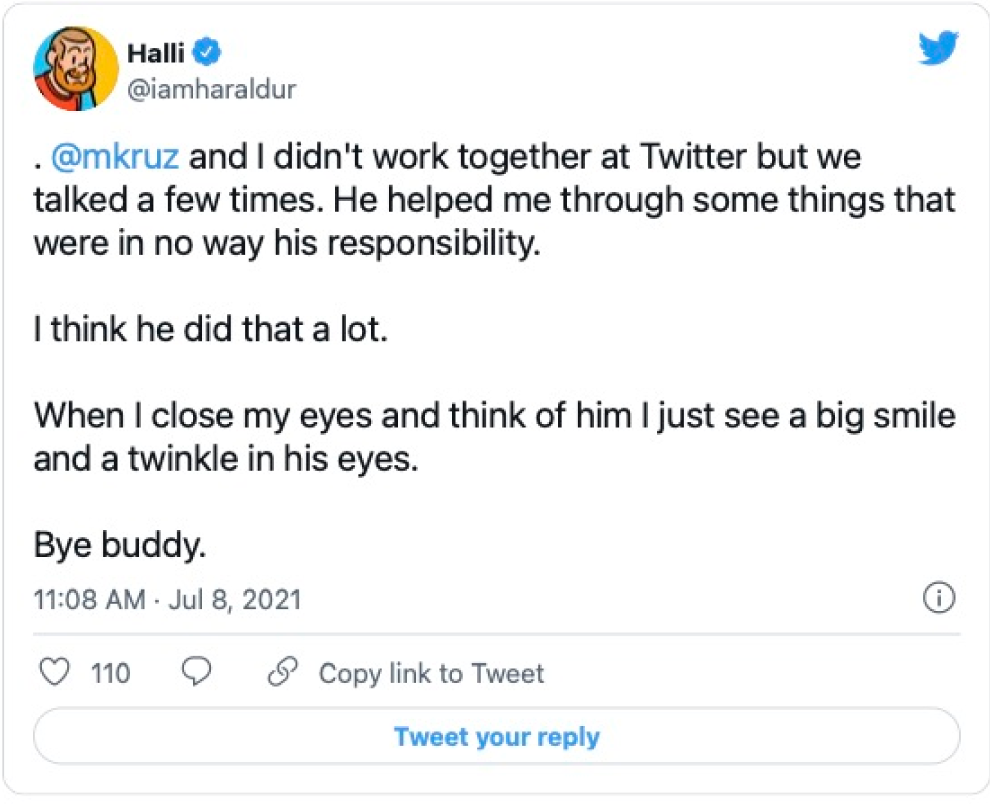 Halli
@iamharaldur
. @mkruz and I didn't work together at Twitter but we
talked a few times. He helped me through some things that
were in no way his responsibility.
I think he did that a lot.
When I close my eyes and think of him I just see a big smile
and a twinkle in his eyes.
Bye buddy.
11:08 AM · Jul 8, 2021
110
Copy link to Tweet
Tweet your reply